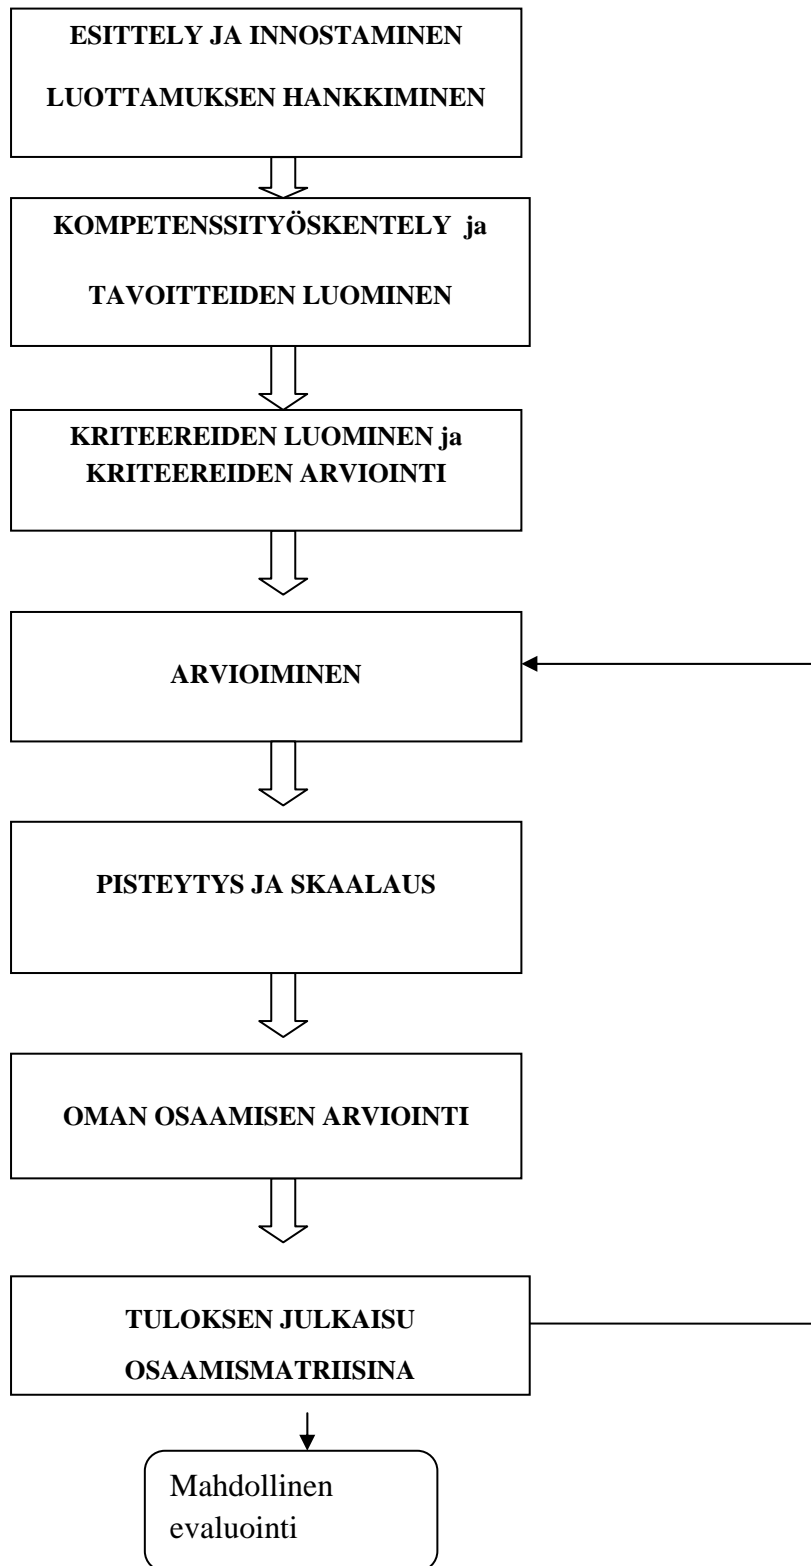 ESITTELY JA INNOSTAMINEN
LUOTTAMUKSEN HANKKIMINEN
KOMPETENSSITYÖSKENTELY ja
TAVOITTEIDEN LUOMINEN
KRITEEREIDEN LUOMINEN ja
KRITEEREIDEN ARVIOINTI
ARVIOIMINEN
PISTEYTYS JA SKAALAUS
OMAN OSAAMISEN ARVIOINTI
TULOKSEN JULKAISU
OSAAMISMATRIISINA
Mahdollinen
evaluointi